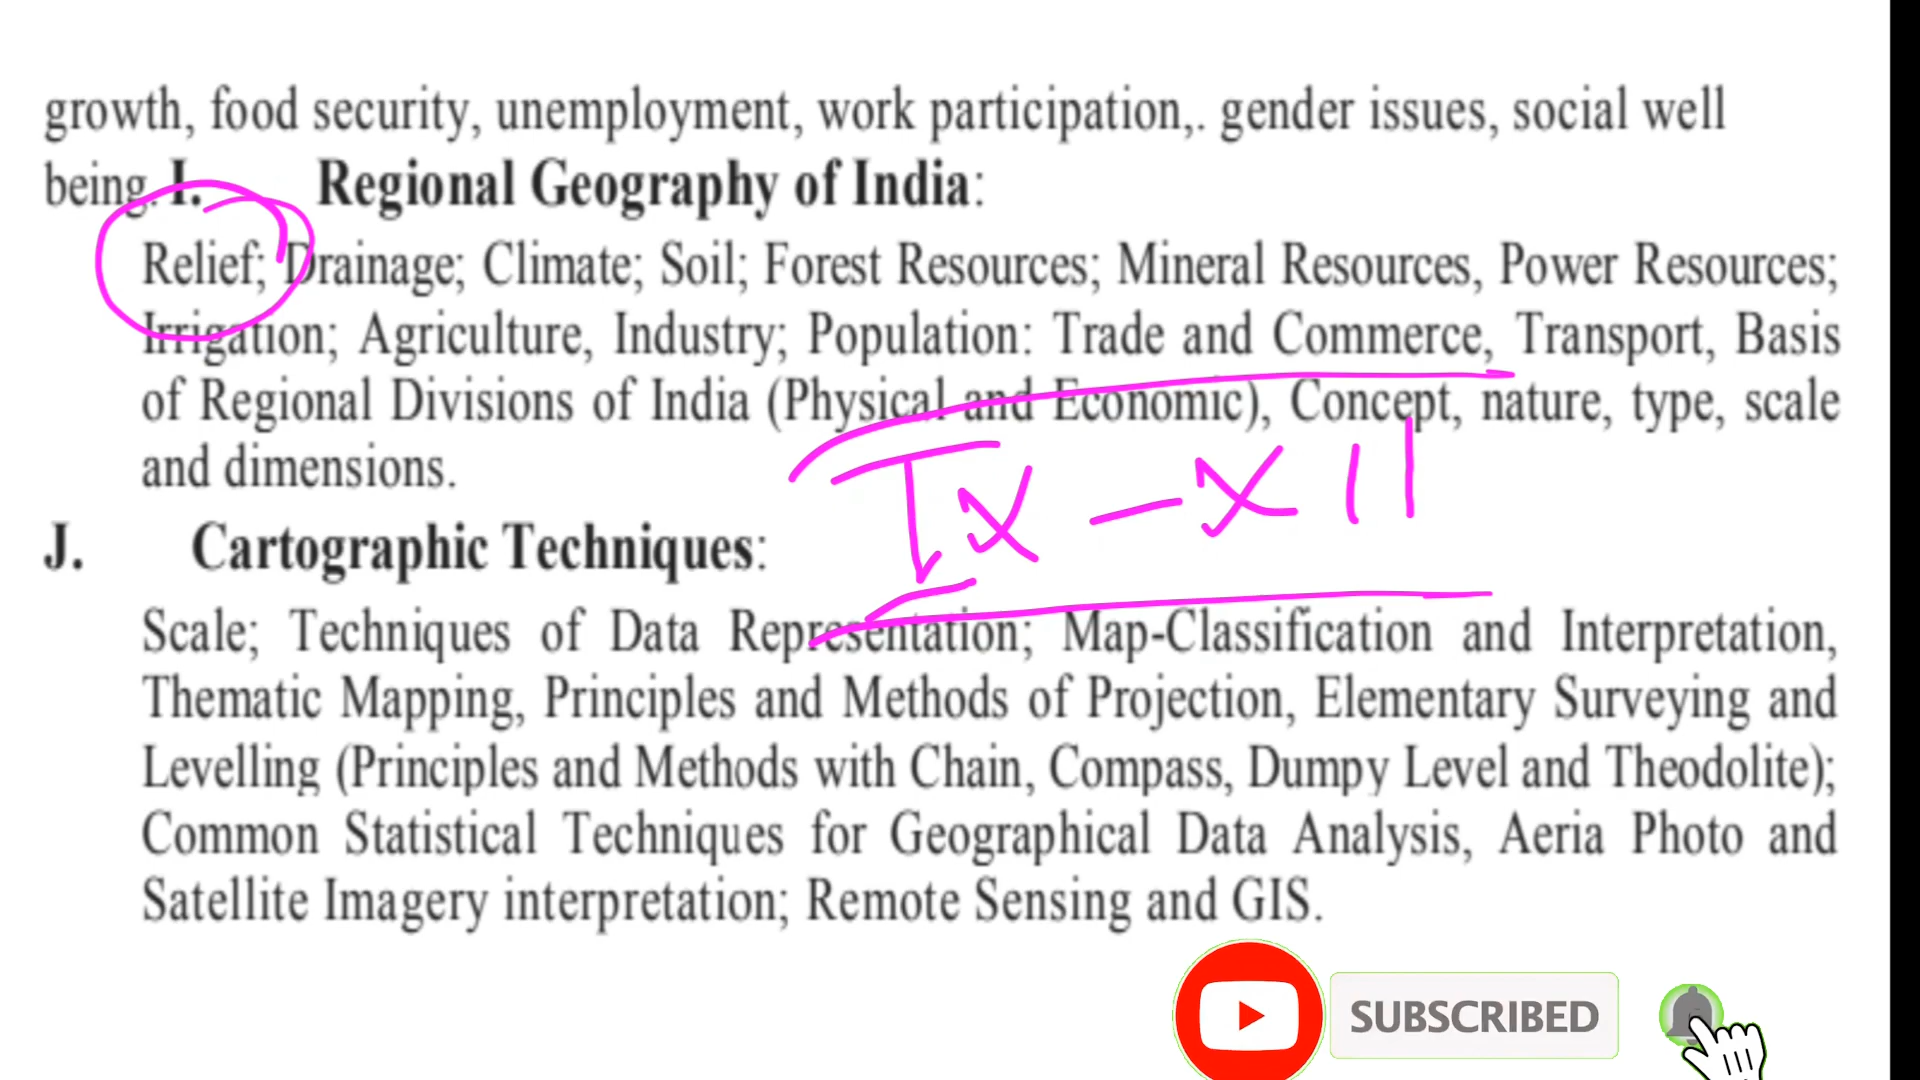 growth, food security, unemployment, work participation,. gender issues, social well
being. I. Regional Geography of India:
Relief; Drainage; Climate; Soil; Forest Resources; Mineral Resources, Power Resources;
Irrigation; Agriculture, Industry; Population: Trade and Commerce, Transport, Basis
of Regional Divisions of India (Physical and Economic), Concept, nature, type, scale
and dimensions.
IX - XII
J. Cartographic Techniques:
Scale; Techniques of Data Representation; Map-Classification and Interpretation,
Thematic Mapping, Principles and Methods of Projection, Elementary Surveying and
Levelling (Principles and Methods with Chain, Compass, Dumpy Level and Theodolite);
Common Statistical Techniques for Geographical Data Analysis, Aeria Photo and
Satellite Imagery interpretation; Remote Sensing and GIS.
SUBSCRIBED